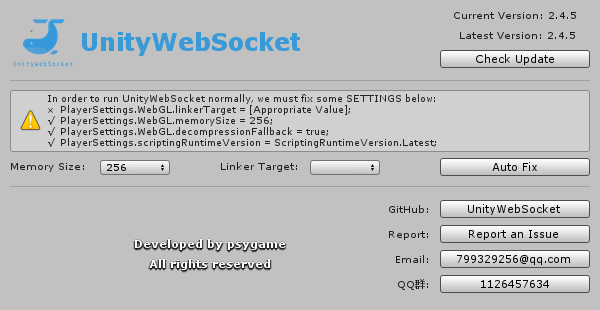 Current Version: 2.4.5
UnityWebSocket
UnityWebSocket
Latest Version: 2.4.5
Check Update
In order to run UnityWebSocket normally, we must fix some SETTINGS below:
× PlayerSettings.WebGL.linkerTarget = [Appropriate Value];
√ PlayerSettings.WebGL.memorySize = 256;
√ PlayerSettings.WebGL.decompressionFallback = true;
√ PlayerSettings.scriptingRuntimeVersion = ScriptingRuntimeVersion.Latest;
Memory Size: 256 Linker Target: Auto Fix
GitHub: UnityWebSocket
Report: Report an Issue
Developed by psygame
Email: 799329256@qq.com
All rights reserved
QQ群: 1126457634